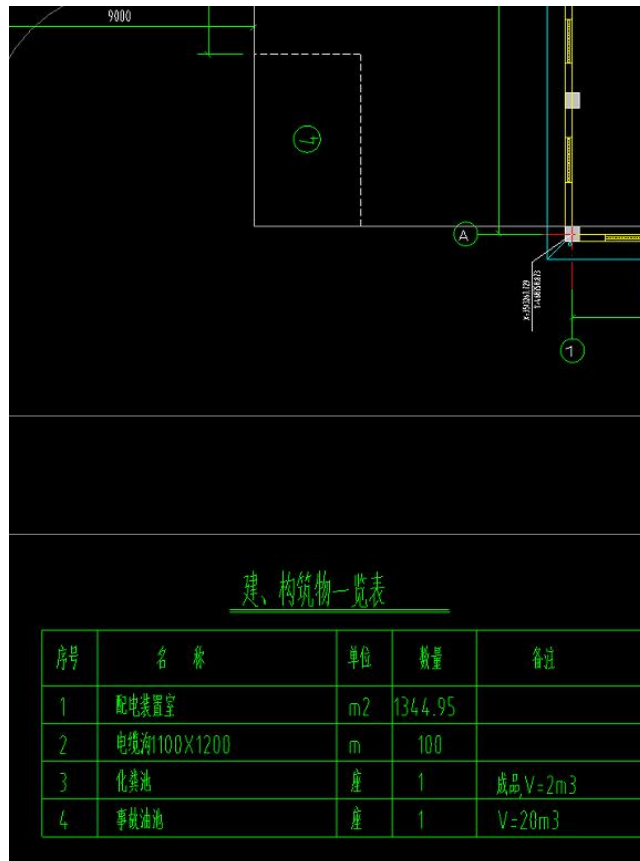 9000
4
A
1
建、构筑物一览表
序号 名 称 单位 数量 备注
1 配电装置室 m2 1344.95
2 电缆沟1100X1200 m 100
3 化粪池 座 1 成品,V=2m3
4 事故油池 座 1 V=20m3